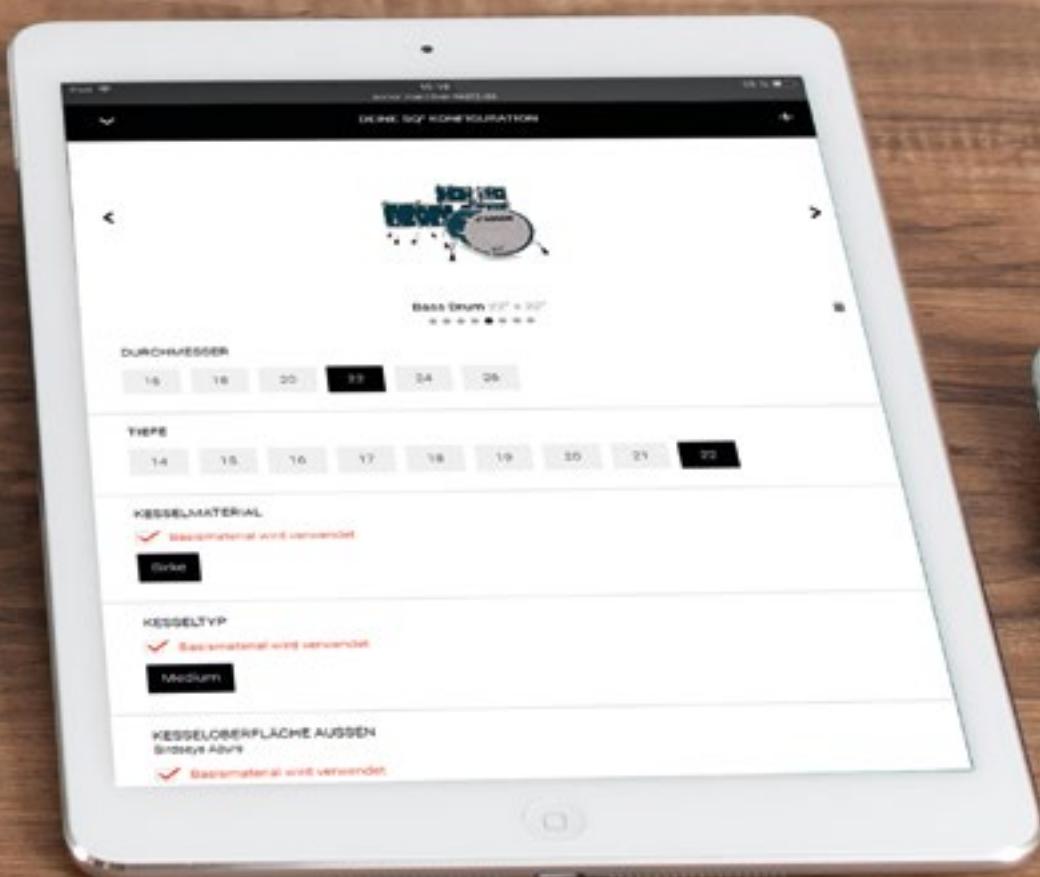 DEINE SQ² KONFIGURATION
Bass Drum 22" x 22"
DURCHMESSER
16 18 20 22 24 26
TIEFE
14 15 16 17 18 19 20 21 22
KESSELMATERIAL
Basismaterial wird verwendet
Birke
KESSELTYP
Basismaterial wird verwendet
Medium
KESSELOBERFLÄCHE AUSSEN
Birdseye Azure
Basismaterial wird verwendet